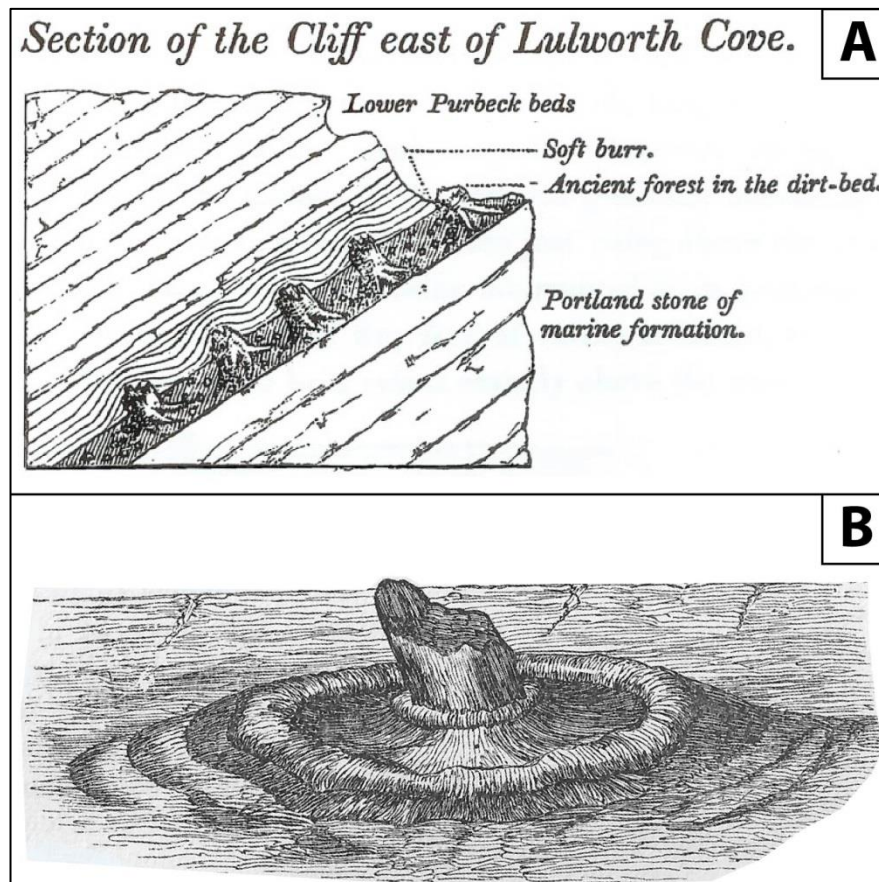 Section of the Cliff east of Lulworth Cove.
A
Lower Purbeck beds
Soft burr.
Ancient forest in the dirt-bed.
Portland stone of
marine formation.
B